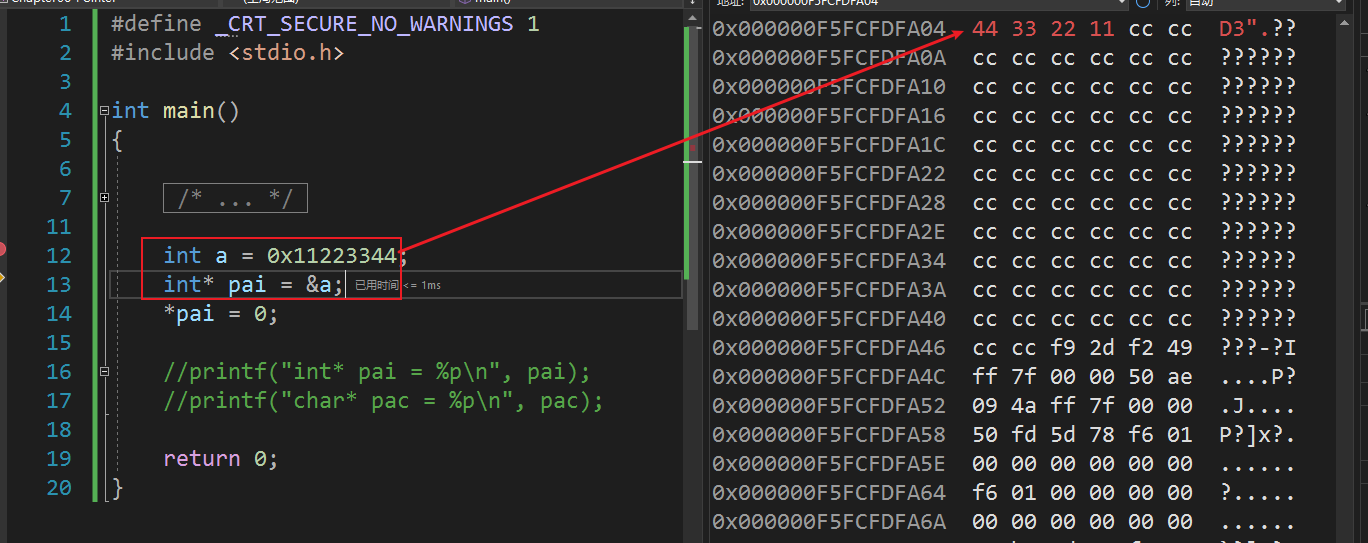 1 #define _CRT_SECURE_NO_WARNINGS 1
2 #include <stdio.h>
3
4 int main()
5 {
6
7 /* ... */
11
12 int a = 0x11223344;
13 int* pai = &a; 已用时间 <= 1ms
14 *pai = 0;
15
16 //printf("int* pai = %p\n", pai);
17 //printf("char* pac = %p\n", pac);
18
19 return 0;
20 }
地址: 0x000000F5FCFDFA04 列: 自动
0x000000F5FCFDFA04 44 33 22 11 cc cc D3".??
0x000000F5FCFDFA0A cc cc cc cc cc cc ??????
0x000000F5FCFDFA10 cc cc cc cc cc cc ??????
0x000000F5FCFDFA16 cc cc cc cc cc cc ??????
0x000000F5FCFDFA1C cc cc cc cc cc cc ??????
0x000000F5FCFDFA22 cc cc cc cc cc cc ??????
0x000000F5FCFDFA28 cc cc cc cc cc cc ??????
0x000000F5FCFDFA2E cc cc cc cc cc cc ??????
0x000000F5FCFDFA34 cc cc cc cc cc cc ??????
0x000000F5FCFDFA3A cc cc cc cc cc cc ??????
0x000000F5FCFDFA40 cc cc cc cc cc cc ??????
0x000000F5FCFDFA46 cc cc f9 2d f2 49 ???-?I
0x000000F5FCFDFA4C ff 7f 00 00 50 ae ....P?
0x000000F5FCFDFA52 09 4a ff 7f 00 00 .J....
0x000000F5FCFDFA58 50 fd 5d 78 f6 01 P?]x?.
0x000000F5FCFDFA5E 00 00 00 00 00 00 ......
0x000000F5FCFDFA64 f6 01 00 00 00 00 ?.....
0x000000F5FCFDFA6A 00 00 00 00 00 00 ......